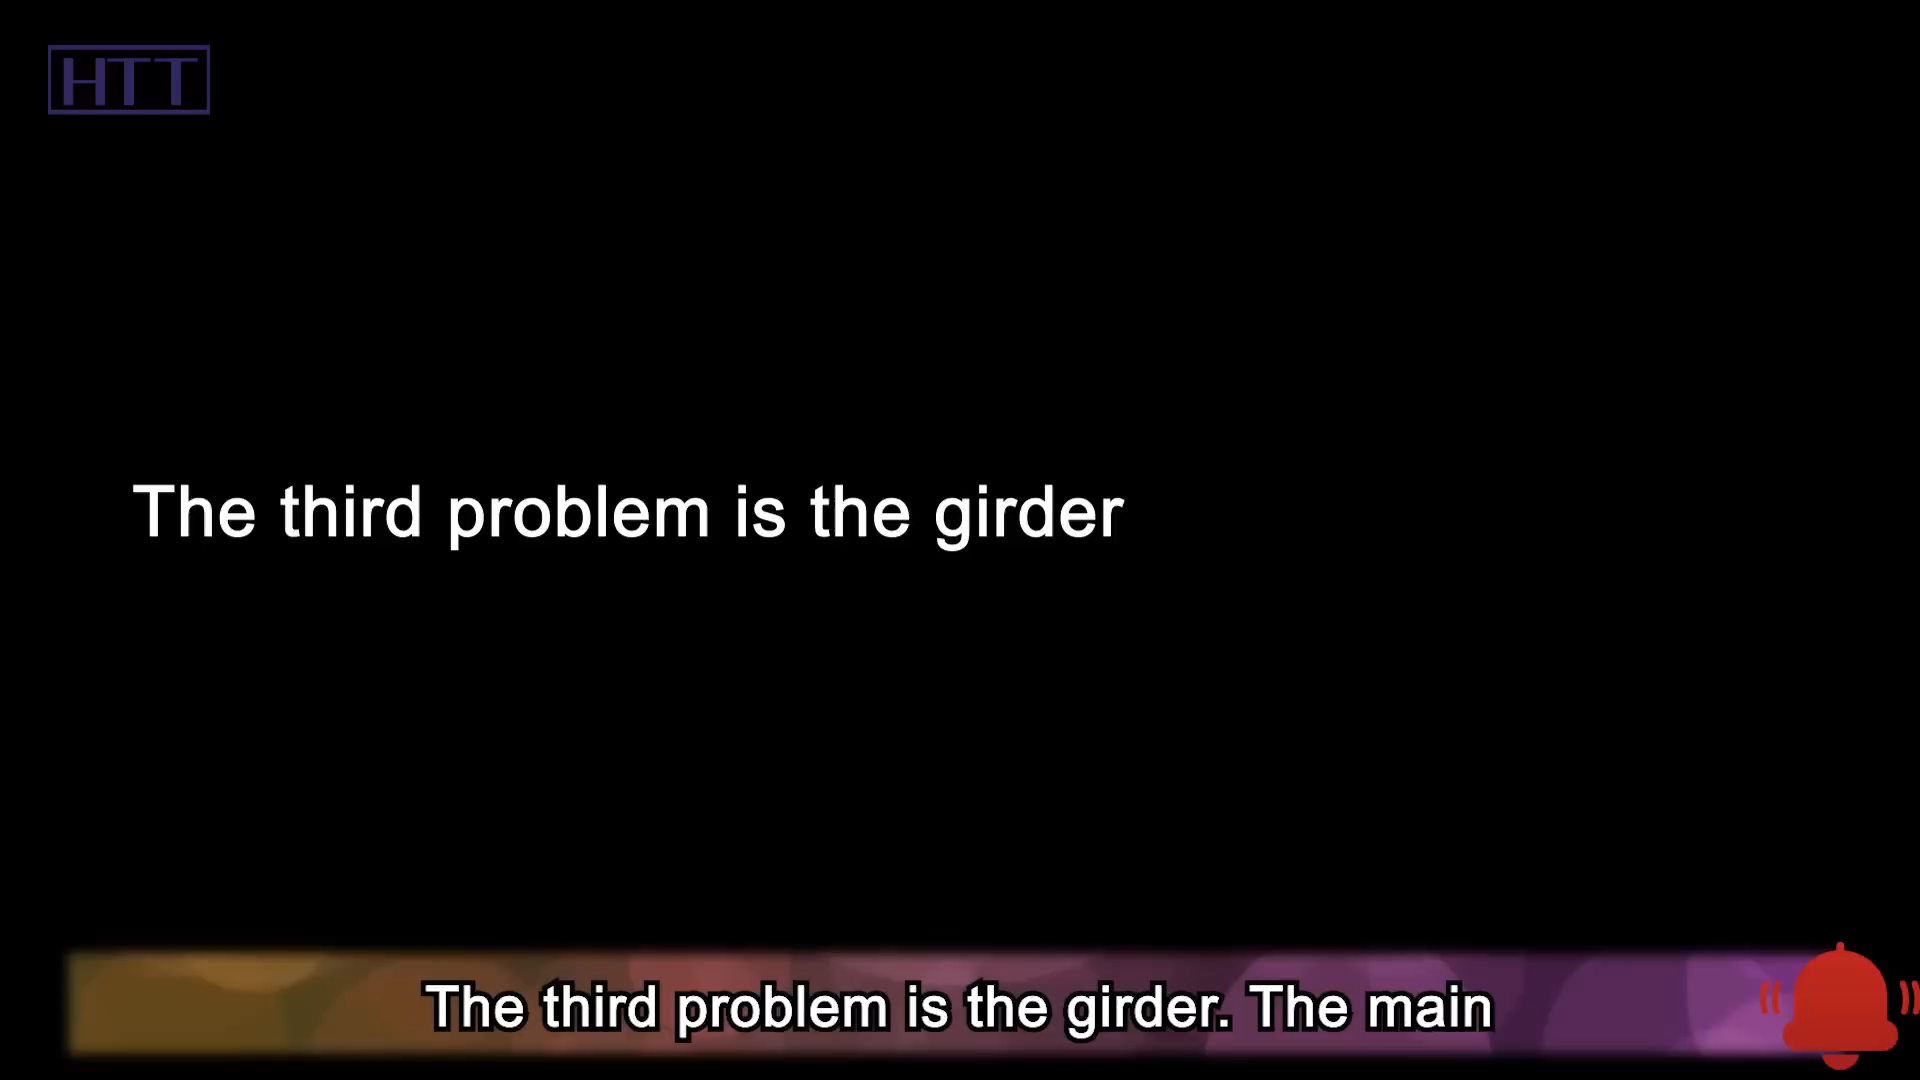 HTT
The third problem is the girder
The third problem is the girder. The main